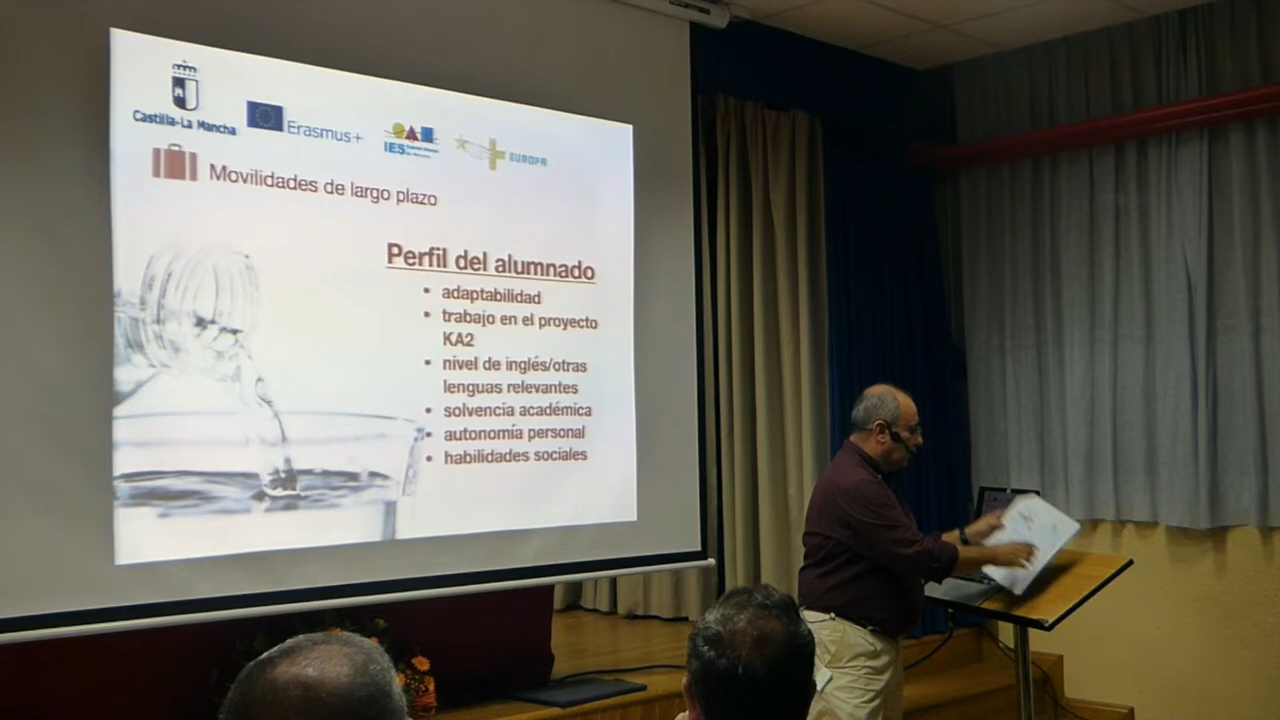 Castilla-La Mancha
Erasmus+
IES
EUROPA
Movilidades de largo plazo
Perfil del alumnado
• adaptabilidad
• trabajo en el proyecto
KA2
• nivel de inglés/otras
lenguas relevantes
• solvencia académica
• autonomía personal
• habilidades sociales